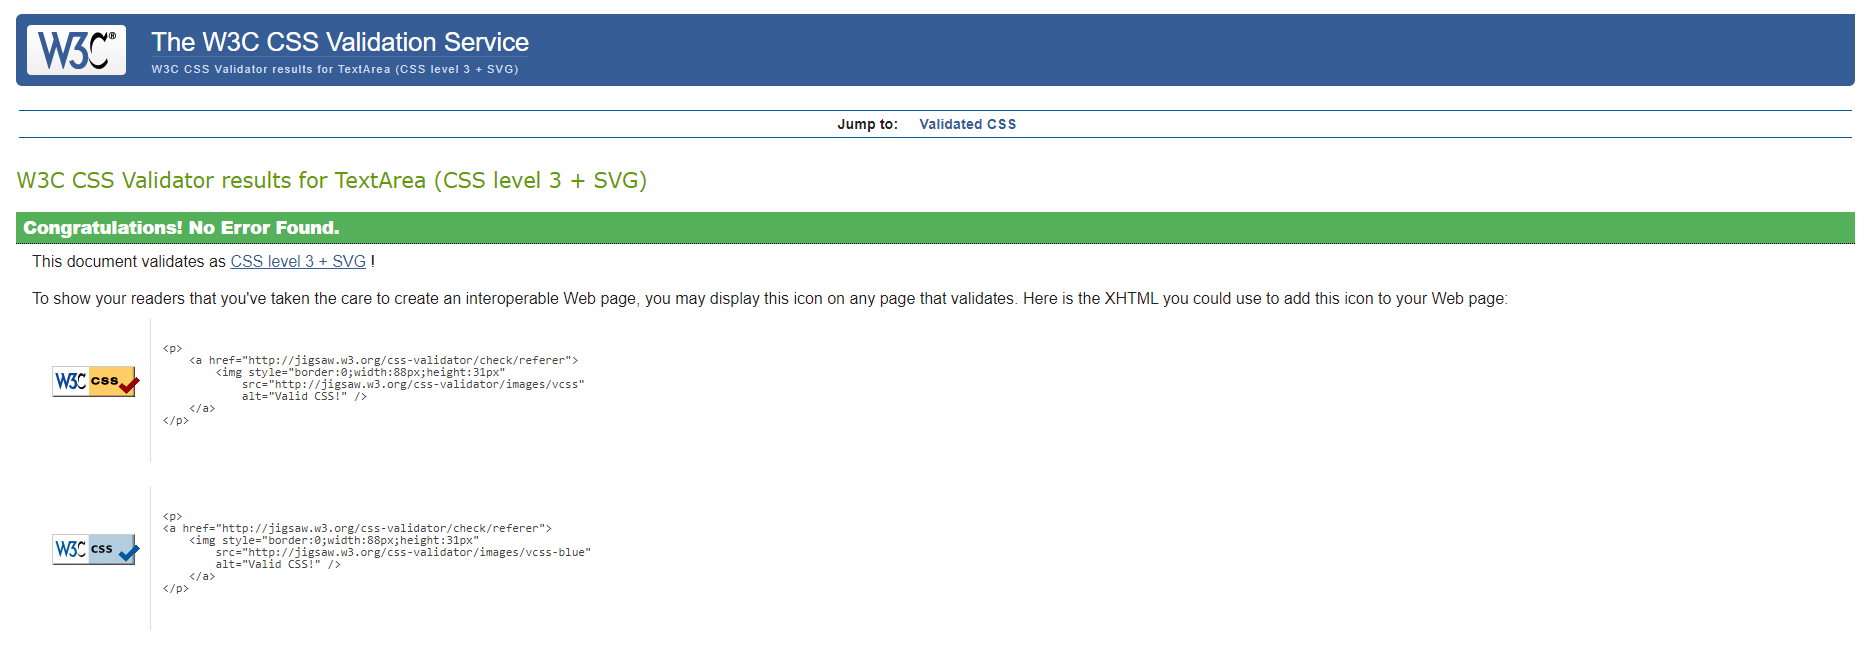 W3C®
The W3C CSS Validation Service
W3C CSS Validator results for TextArea (CSS level 3 + SVG)
Jump to: Validated CSS
W3C CSS Validator results for TextArea (CSS level 3 + SVG)
Congratulations! No Error Found.
This document validates as CSS level 3 + SVG !
To show your readers that you've taken the care to create an interoperable Web page, you may display this icon on any page that validates. Here is the XHTML you could use to add this icon to your Web page:
W3C css
<p>
<a href="http://jigsaw.w3.org/css-validator/check/referer">
<img style="border:0;width:88px;height:31px"
src="http://jigsaw.w3.org/css-validator/images/vcss"
alt="Valid CSS!" />
</a>
</p>
W3C css
<p>
<a href="http://jigsaw.w3.org/css-validator/check/referer">
<img style="border:0;width:88px;height:31px"
src="http://jigsaw.w3.org/css-validator/images/vcss-blue"
alt="Valid CSS!" />
</a>
</p>